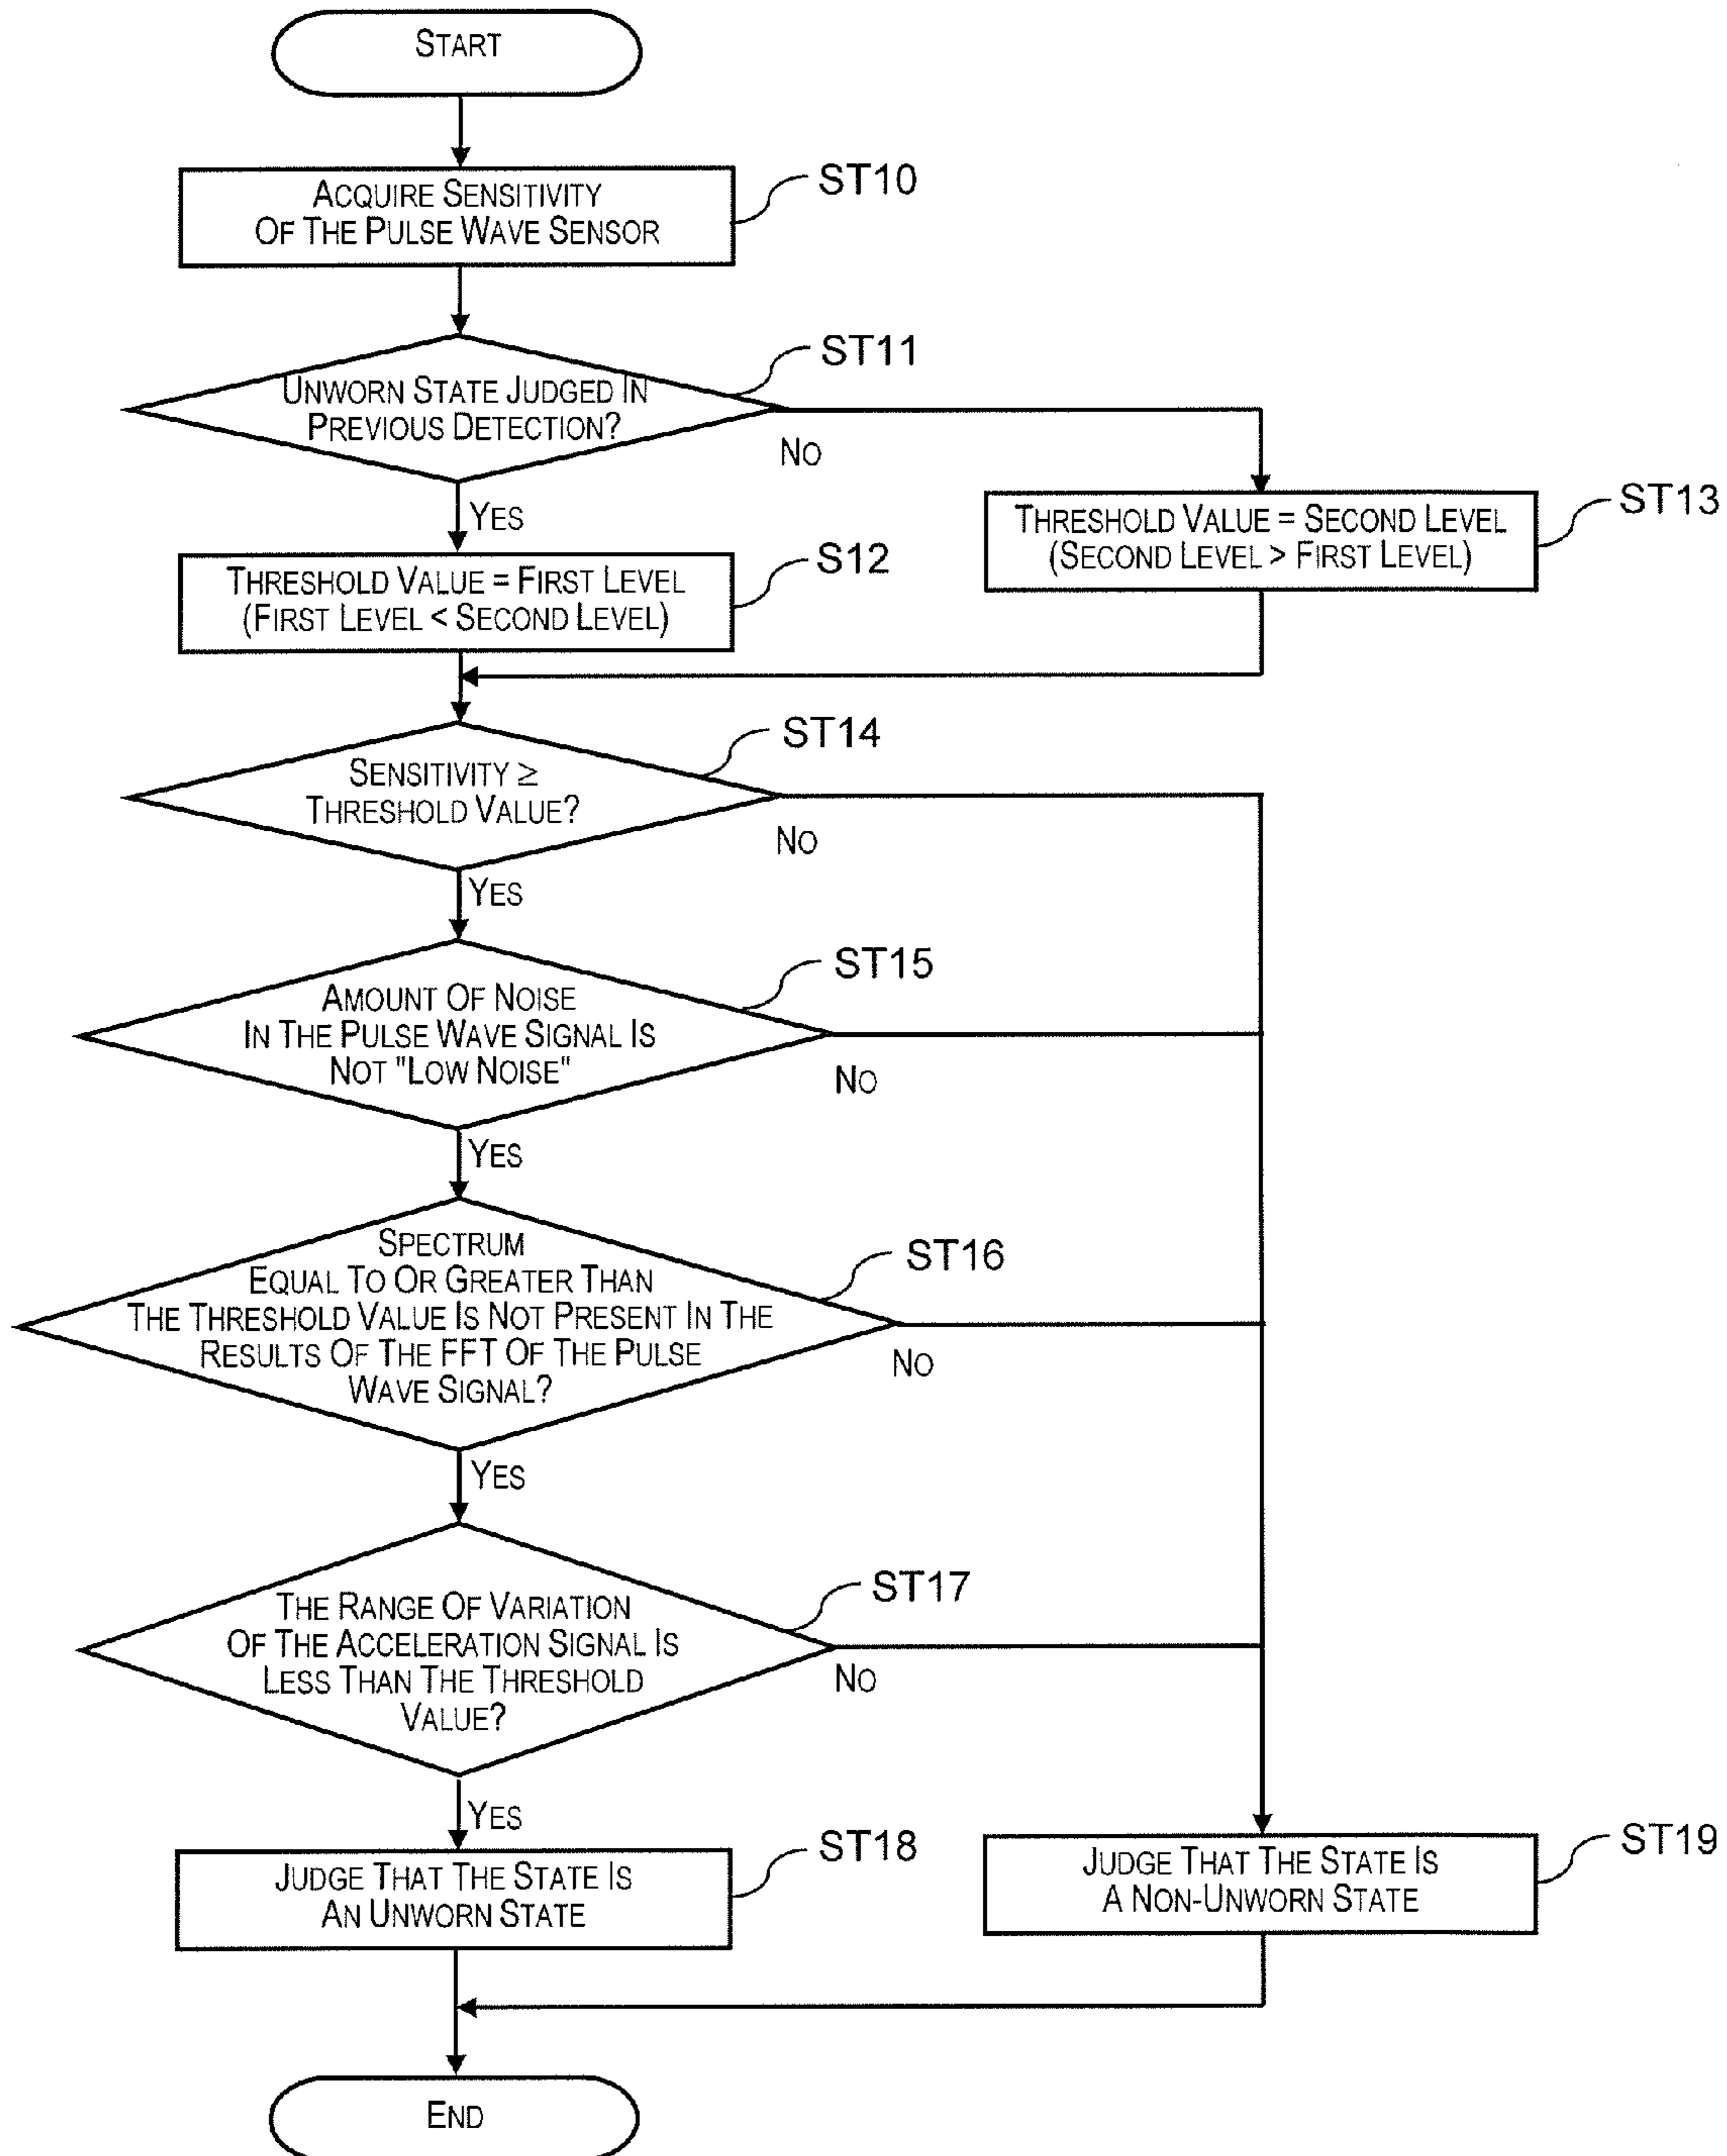 START
ACQUIRE SENSITIVITY
OF THE PULSE WAVE SENSOR
ST10
UNWORN STATE JUDGED IN
PREVIOUS DETECTION?
ST11
NO
YES
THRESHOLD VALUE = FIRST LEVEL
(FIRST LEVEL < SECOND LEVEL)
S12
THRESHOLD VALUE = SECOND LEVEL
(SECOND LEVEL > FIRST LEVEL)
ST13
SENSITIVITY ≥
THRESHOLD VALUE?
ST14
NO
YES
AMOUNT OF NOISE
IN THE PULSE WAVE SIGNAL IS
NOT "LOW NOISE"
ST15
NO
YES
SPECTRUM
EQUAL TO OR GREATER THAN
THE THRESHOLD VALUE IS NOT PRESENT IN THE
RESULTS OF THE FFT OF THE PULSE
WAVE SIGNAL?
ST16
NO
YES
THE RANGE OF VARIATION
OF THE ACCELERATION SIGNAL IS
LESS THAN THE THRESHOLD
VALUE?
ST17
NO
YES
JUDGE THAT THE STATE IS
AN UNWORN STATE
ST18
JUDGE THAT THE STATE IS
A NON-UNWORN STATE
ST19
END